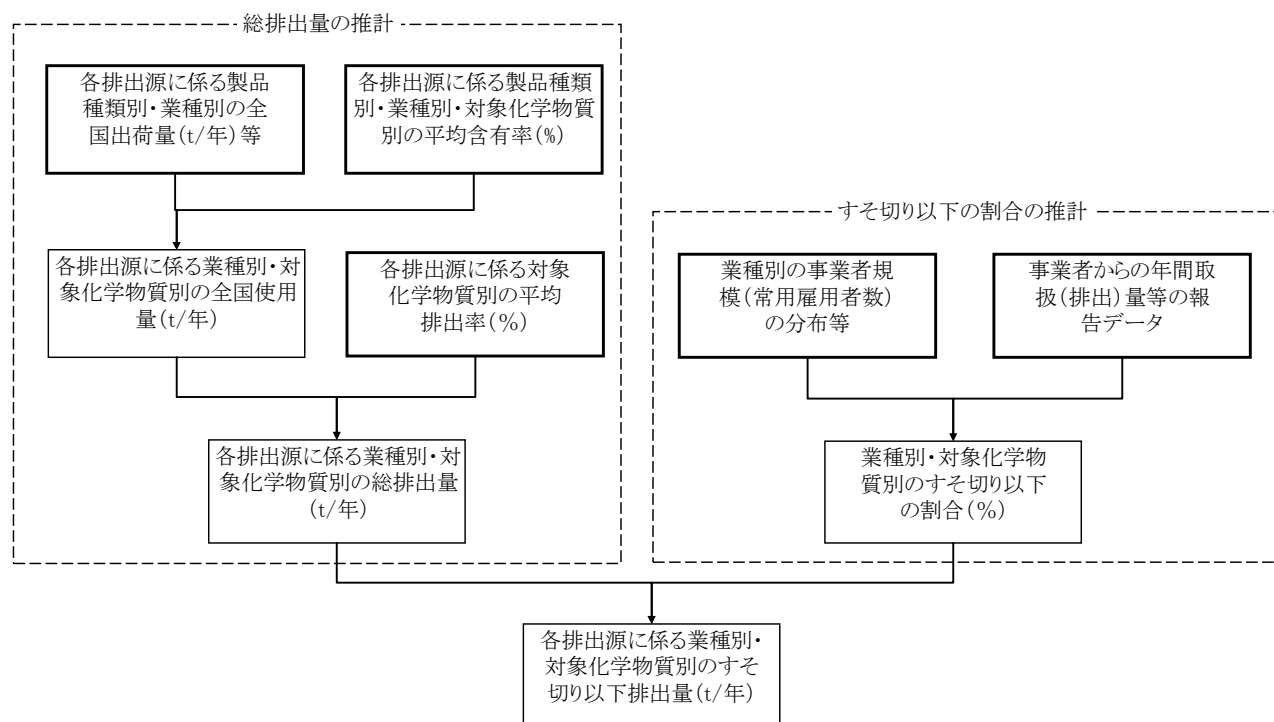 総排出量の推計
各排出源に係る製品
種類別・業種別の全
国出荷量(t/年)等
各排出源に係る製品種類
別・業種別・対象化学物質
別の平均含有率(%)
各排出源に係る業種別・対
象化学物質別の全国使用
量(t/年)
各排出源に係る対象
化学物質別の平均
排出率(%)
各排出源に係る業種別・対
象化学物質別の総排出量
(t/年)
すそ切り以下の割合の推計
業種別の事業者規
模(常用雇用者数)
の分布等
事業者からの年間取
扱(排出)量等の報
告データ
業種別・対象化学物
質別のすそ切り以下
の割合(%)
各排出源に係る業種別・
対象化学物質別のすそ
切り以下排出量(t/年)